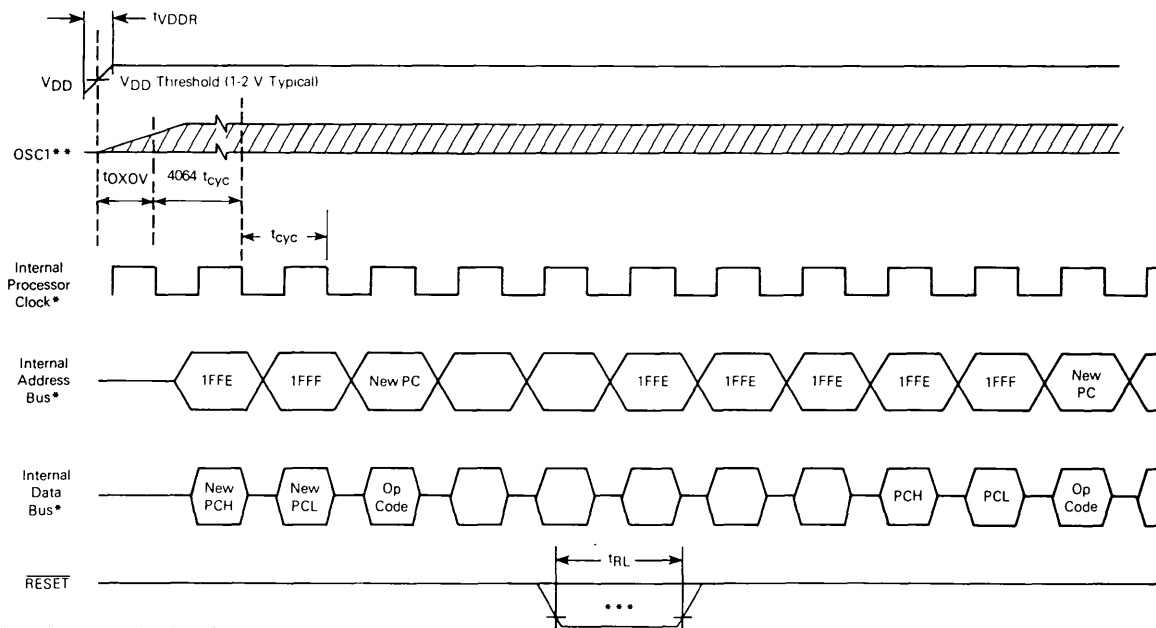 tVDDR
VDD
VDD Threshold (1-2 V Typical)
OSC1**
tOXOV
4064 tcyc
tcyc
Internal
Processor
Clock*
Internal
Address
Bus*
1FFE
1FFF
New PC
1FFE
1FFE
1FFE
1FFE
1FFF
New
PC
Internal
Data
Bus*
New
PCH
New
PCL
Op
Code
PCH
PCL
Op
Code
tRL
RESET
***